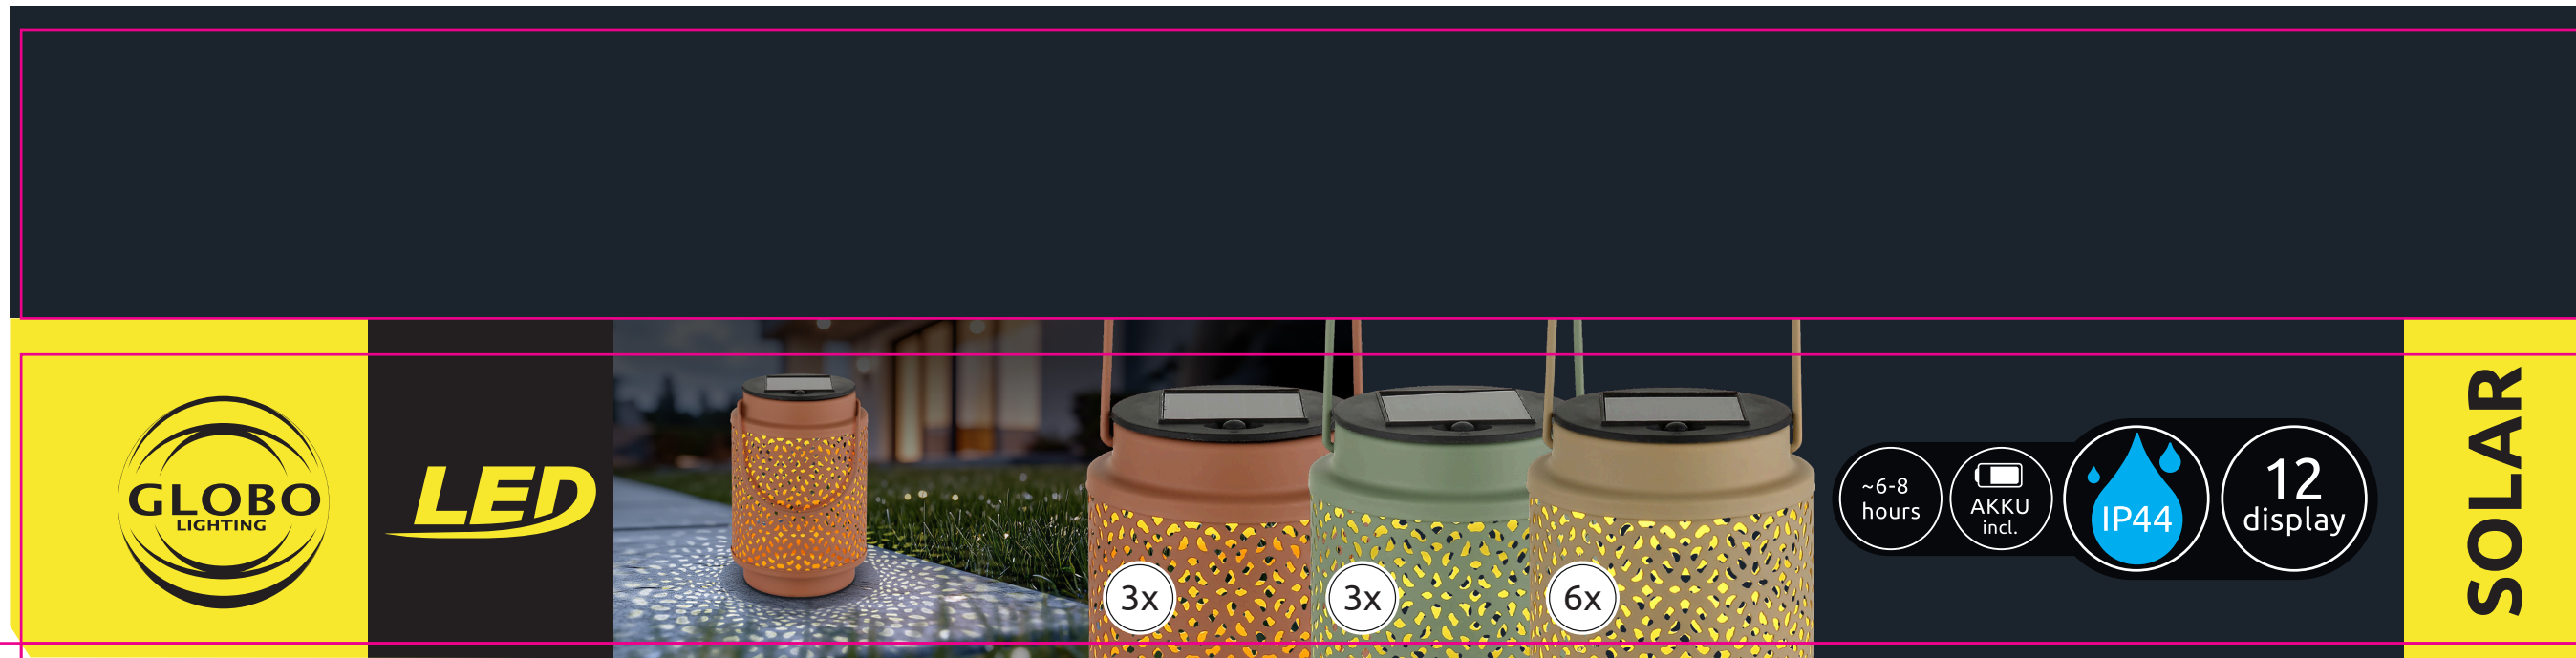 GLOBO
LIGHTING
LED
3x
3x
6x
~6-8
hours
AKKU
incl.
IP44
12
display
SOLAR